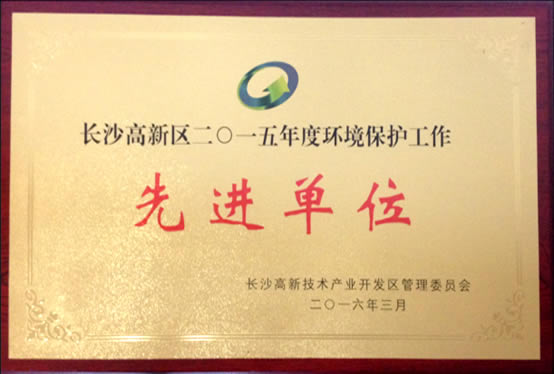 长沙高新区二〇一五年度环境保护工作
先进单位
长沙高新技术产业开发区管理委员会
二〇一六年三月